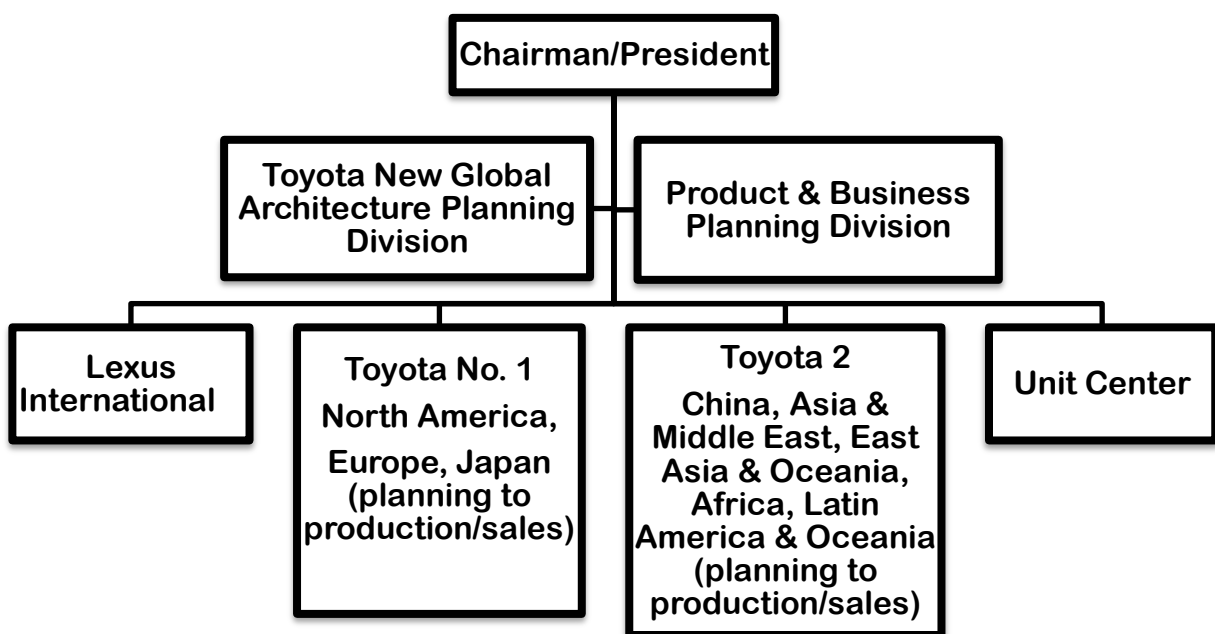 Chairman/President
Toyota New Global
Architecture Planning
Division
Product & Business
Planning Division
Lexus
International
Toyota No. 1
North America,
Europe, Japan
(planning to
production/sales)
Toyota 2
China, Asia &
Middle East, East
Asia & Oceania,
Africa, Latin
America & Oceania
(planning to
production/sales)
Unit Center